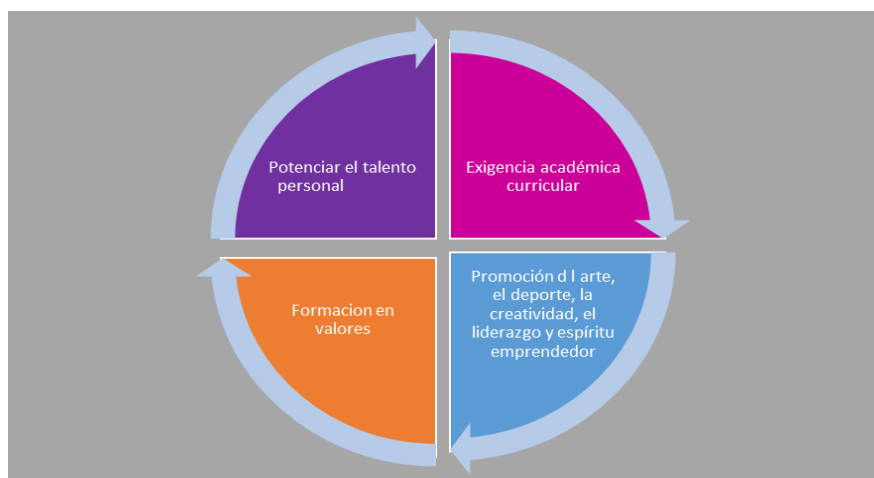 Potenciar el talento
personal
Exigencia académica
curricular
Promoción d l arte,
el deporte, la
creatividad, el
liderazgo y espíritu
emprendedor
Formacion en
valores